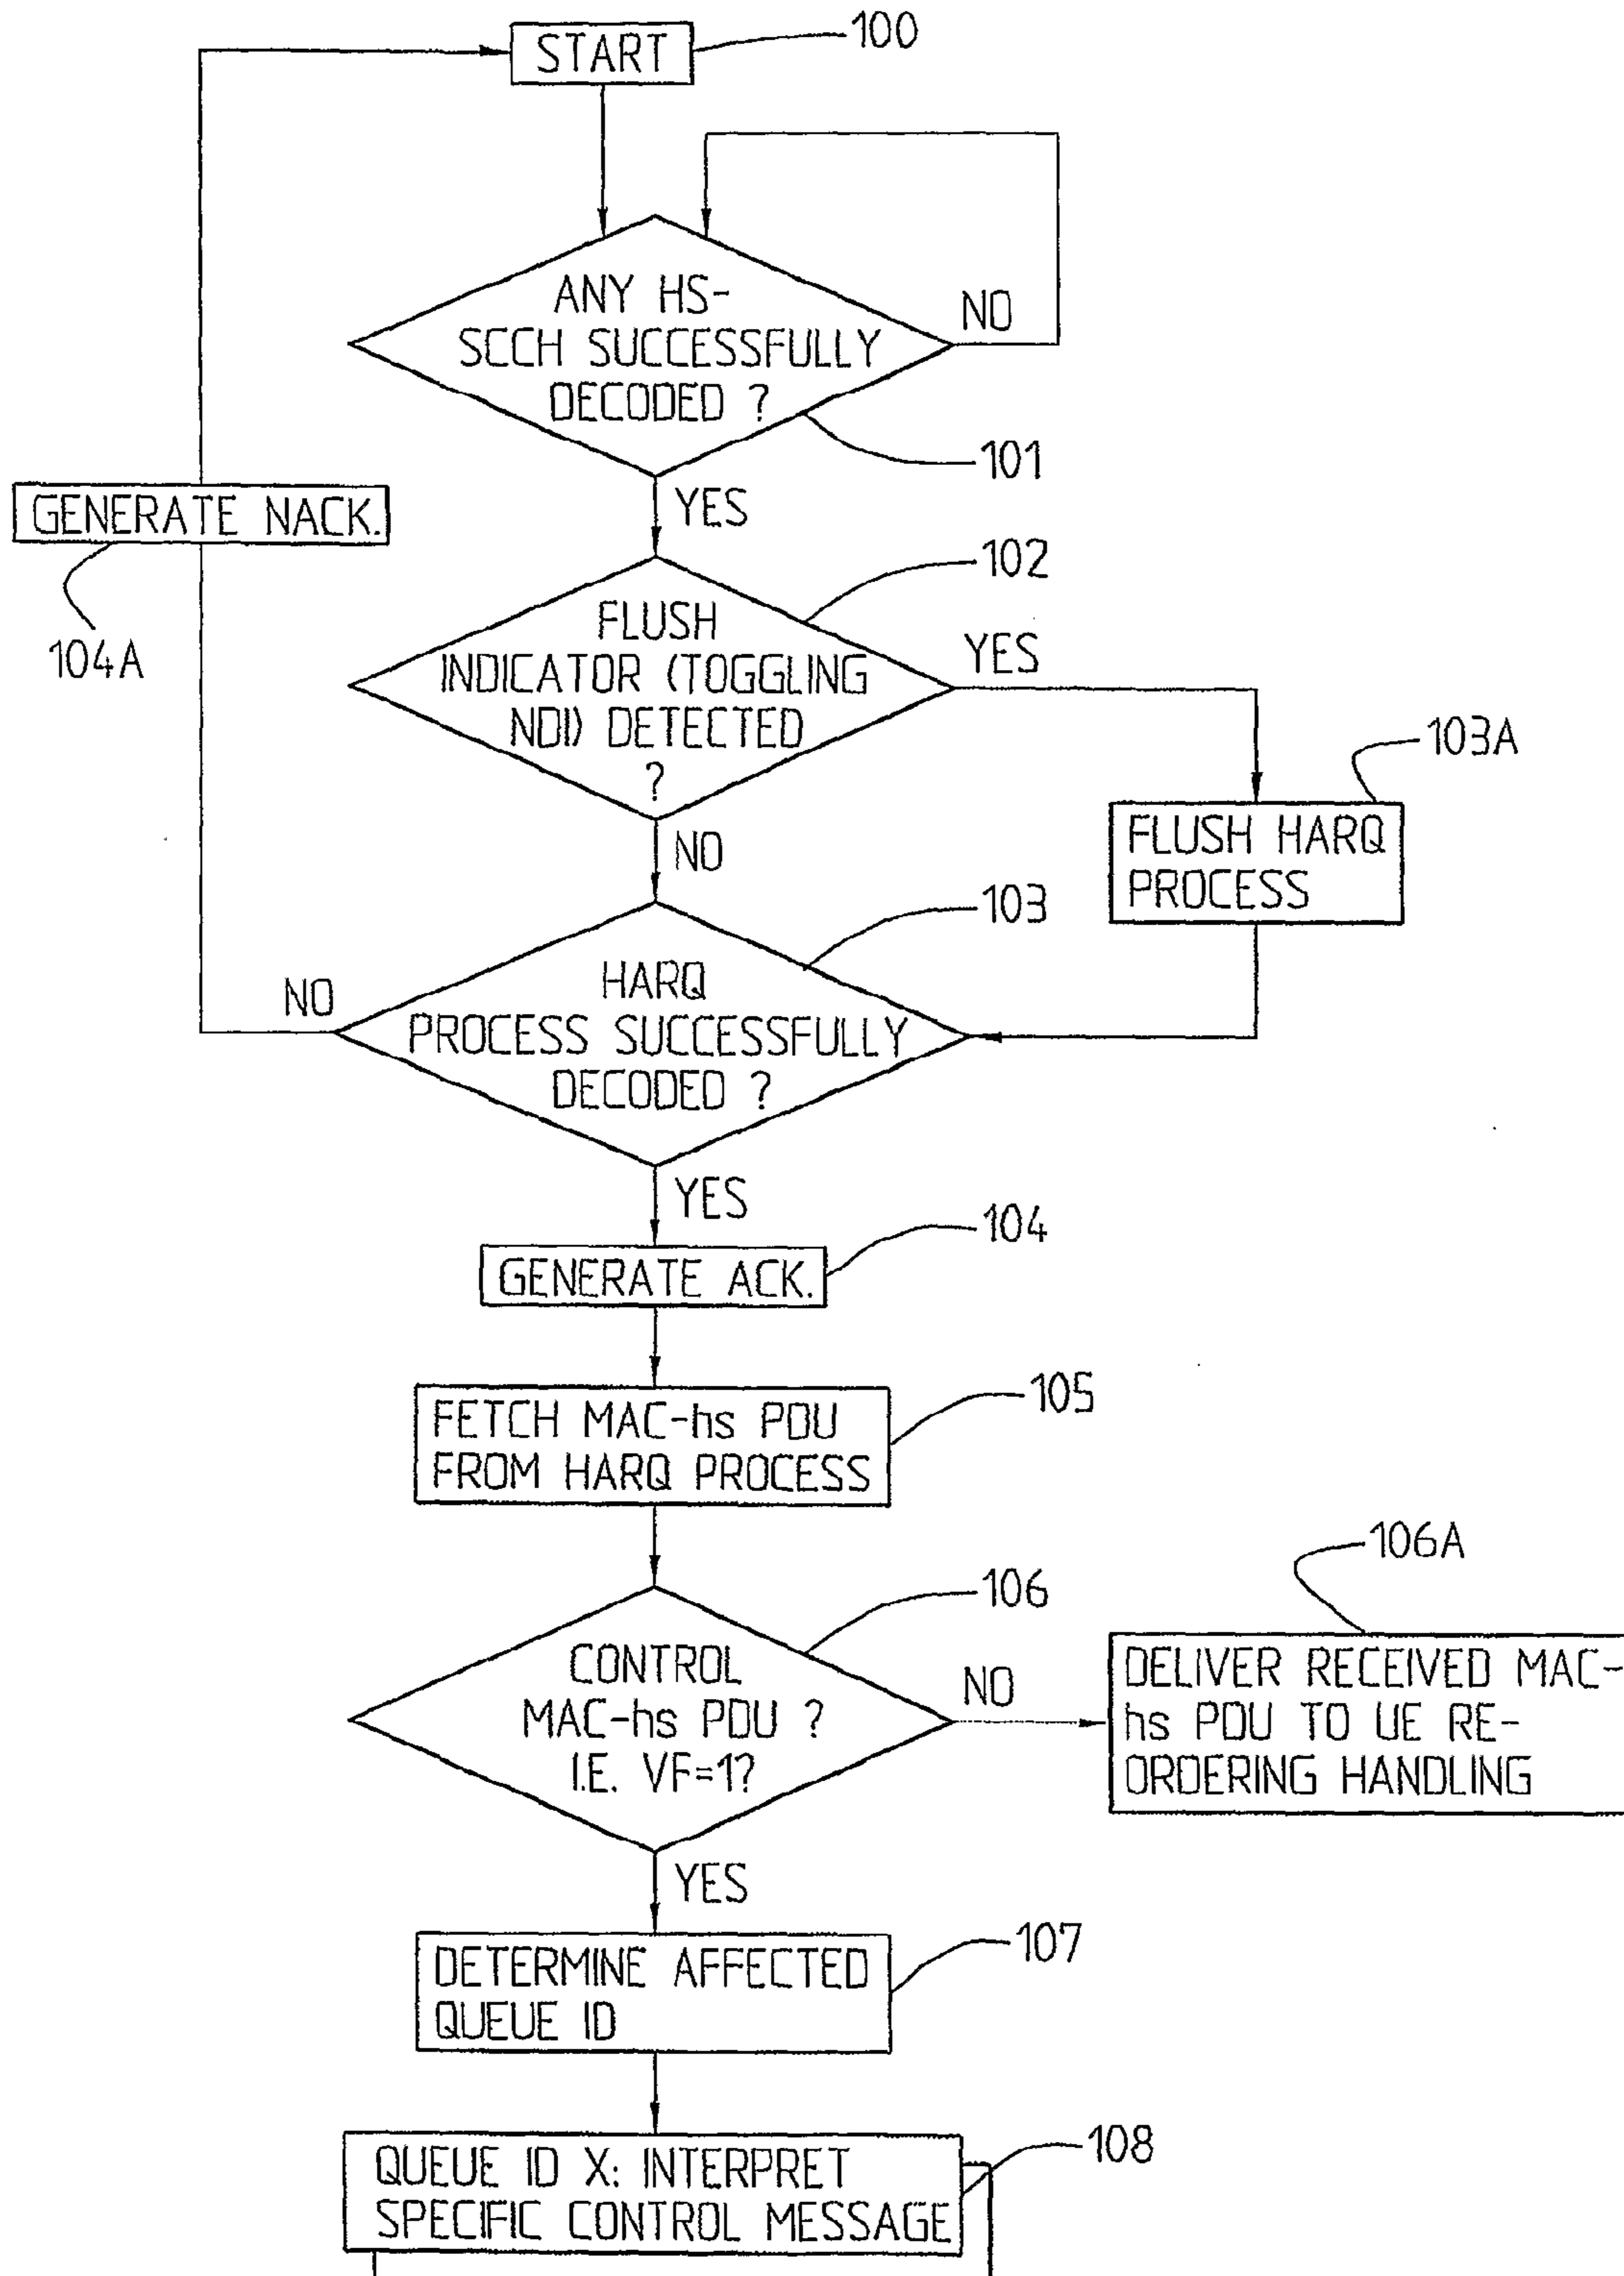 START
100
ANY HS-
SCCH SUCCESSFULLY
DECODED ?
NO
101
YES
GENERATE NACK.
104A
102
FLUSH
INDICATOR (TOGGLING
NDI) DETECTED
?
YES
103A
FLUSH HARQ
PROCESS
NO
103
HARQ
PROCESS SUCCESSFULLY
DECODED ?
NO
YES
104
GENERATE ACK.
105
FETCH MAC-hs PDU
FROM HARQ PROCESS
106
CONTROL
MAC-hs PDU ?
I.E. VF=1?
NO
106A
DELIVER RECEIVED MAC-
hs PDU TO UE RE-
ORDERING HANDLING
YES
107
DETERMINE AFFECTED
QUEUE ID
108
QUEUE ID X: INTERPRET
SPECIFIC CONTROL MESSAGE